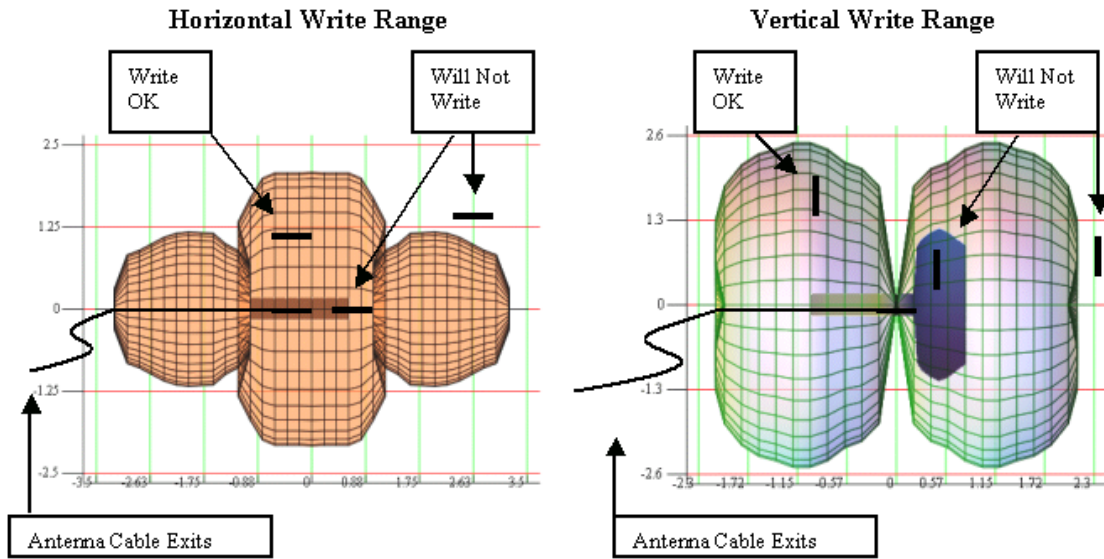 Horizontal Write Range
Vertical Write Range
Write
OK
Will Not
Write
Write
OK
Will Not
Write
2.5
1.25
0
-1.25
-2.5
-3.5 -2.63 -1.75 -0.88 0 0.88 1.75 2.63 3.5
2.6
1.3
0
-1.3
-2.6
-2.3 -1.72 -1.15 -0.57 0 0.57 1.15 1.72 2.3
Antenna Cable Exits
Antenna Cable Exits